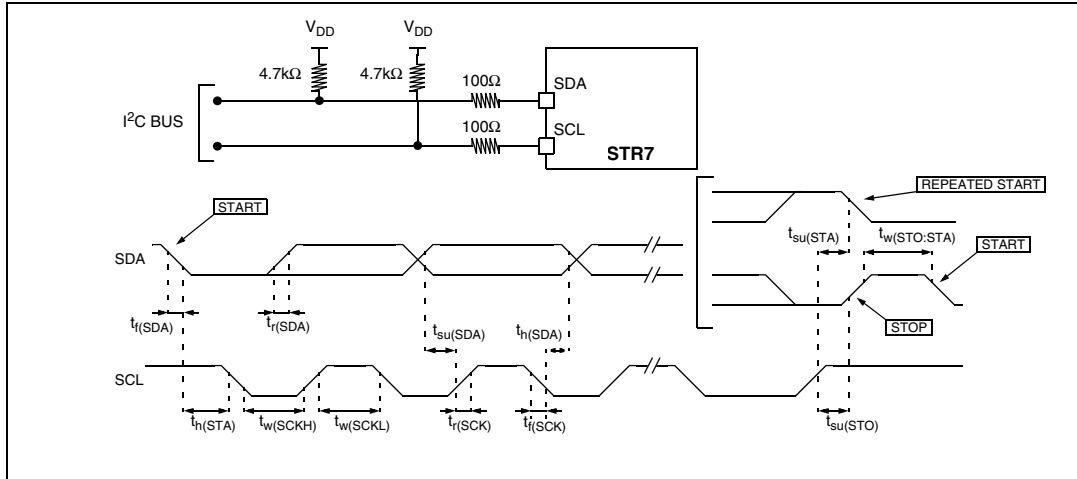 VDD VDD
4.7kΩ 4.7kΩ
100Ω
SDA
I²C BUS
100Ω
SCL
STR7
REPEATED START
START
tsu(STA) tw(STO:STA)
START
SDA
STOP
tf(SDA) tr(SDA) tsu(SDA) th(SDA)
SCL
th(STA) tw(SCKH) tw(SCKL) tr(SCK) tf(SCK) tsu(STO)